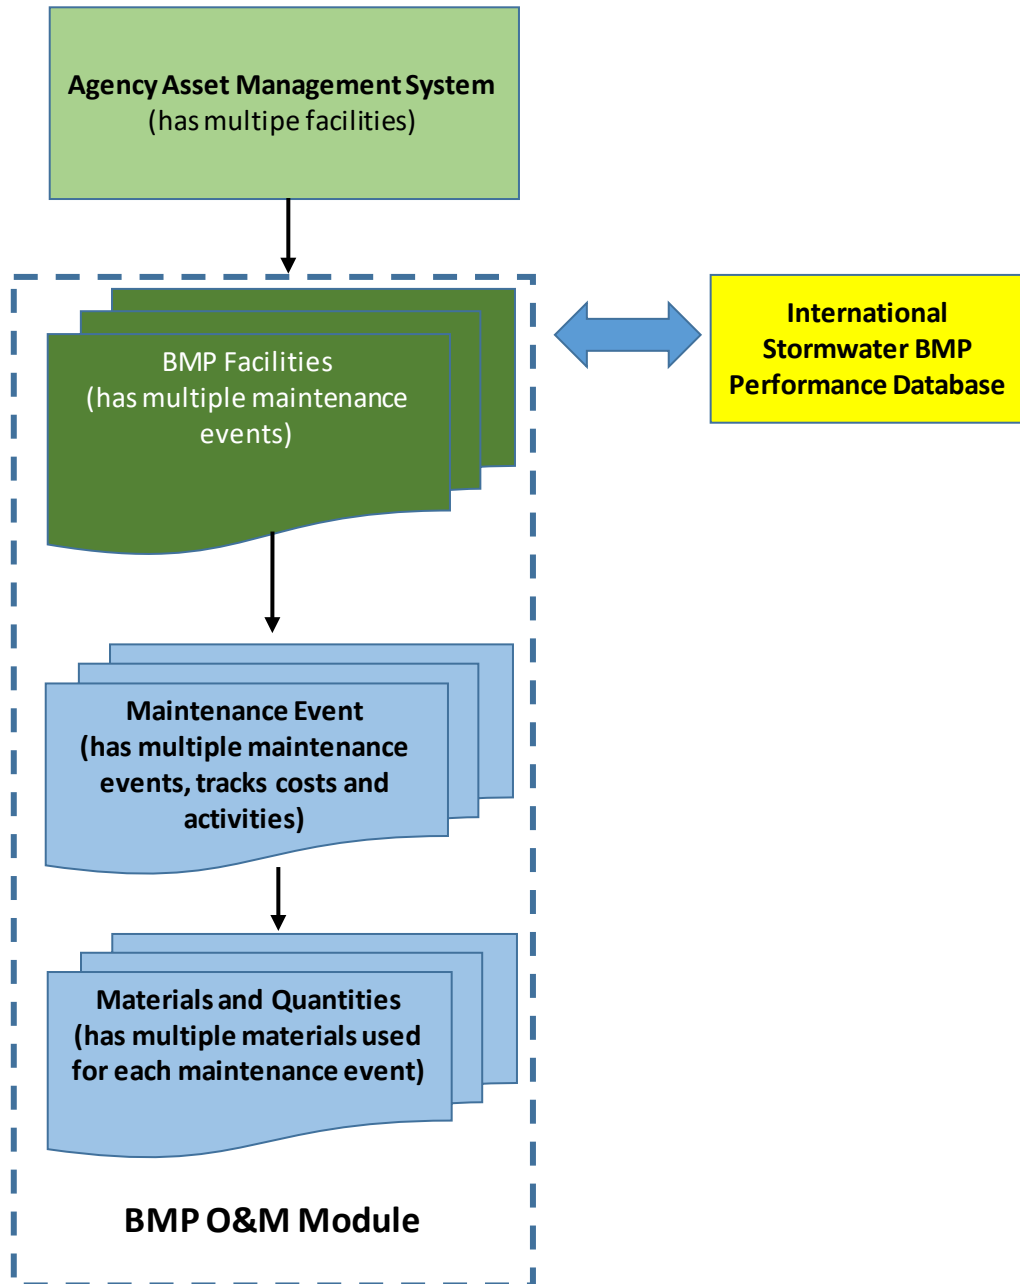 Agency Asset Management System
(has multipe facilities)
BMP Facilities
(has multiple maintenance
events)
International
Stormwater BMP
Performance Database
Maintenance Event
(has multiple maintenance
events, tracks costs and
activities)
Materials and Quantities
(has multiple materials used
for each maintenance event)
BMP O&M Module